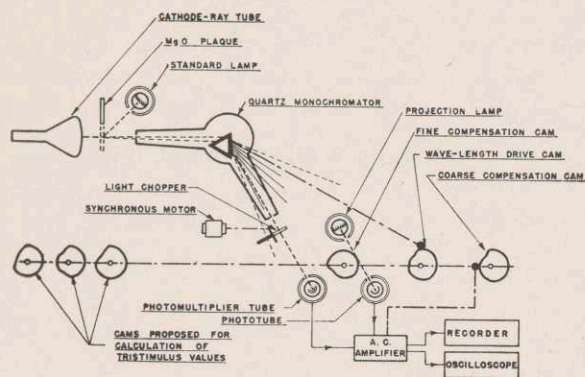 CATHODE-RAY TUBE
MgO PLAQUE
STANDARD LAMP
QUARTZ MONOCHROMATOR
PROJECTION LAMP
FINE COMPENSATION CAM
WAVE-LENGTH DRIVE CAM
COARSE COMPENSATION CAM
LIGHT CHOPPER
SYNCHRONOUS MOTOR
PHOTOMULTIPLIER TUBE
PHOTOTUBE
CAMS PROPOSED FOR
CALCULATION OF
TRISTIMULUS VALUES
A. C.
AMPLIFIER
RECORDER
OSCILLOSCOPE